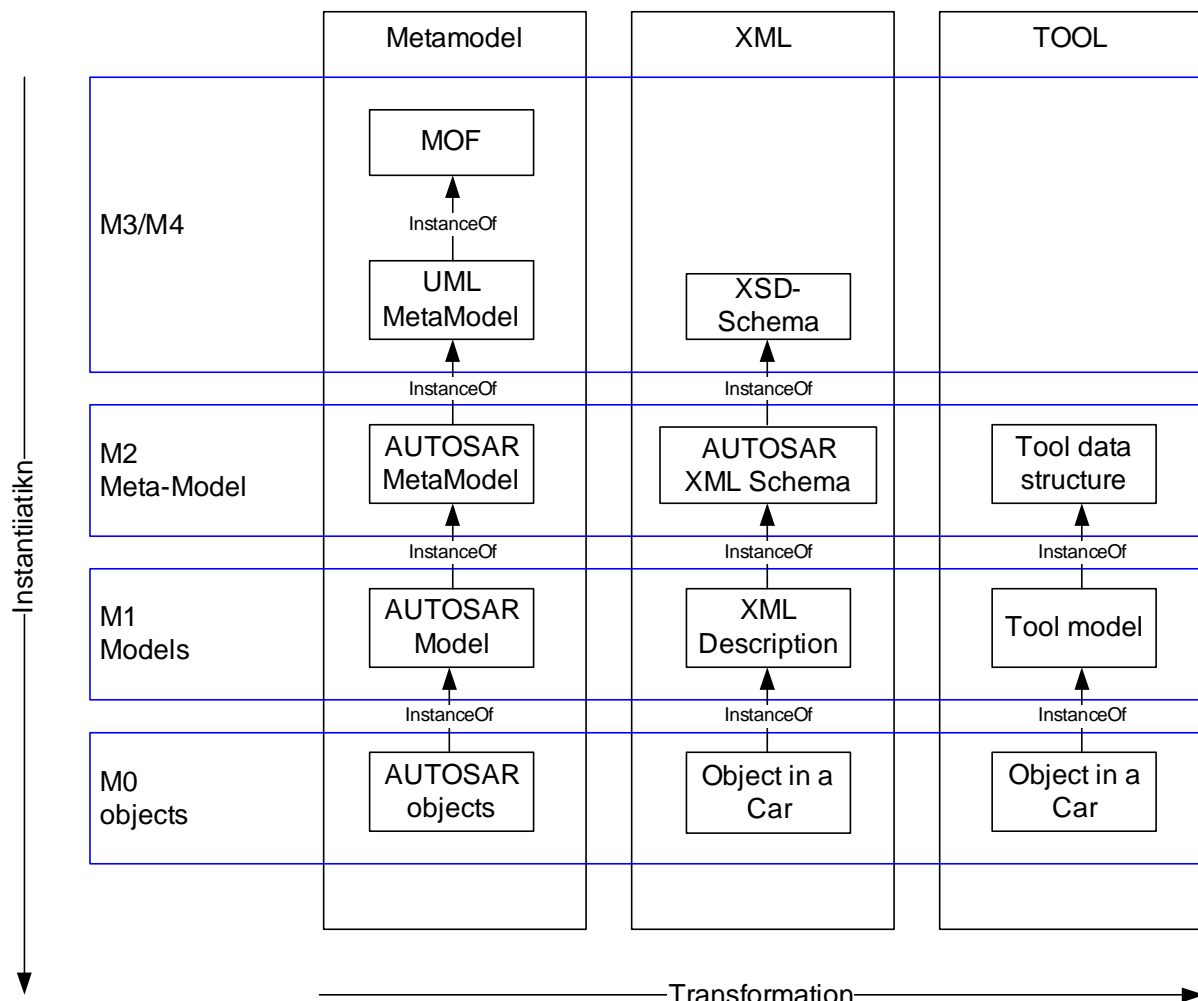 Metamodel
XML
TOOL
MOF
InstanceOf
M3/M4
UML
MetaModel
XSD-
Schema
InstanceOf
InstanceOf
M2
Meta-Model
AUTOSAR
MetaModel
AUTOSAR
XML Schema
Tool data
structure
InstanceOf
InstanceOf
InstanceOf
Instantiiatikn
M1
Models
AUTOSAR
Model
XML
Description
Tool model
InstanceOf
InstanceOf
InstanceOf
M0
objects
AUTOSAR
objects
Object in a
Car
Object in a
Car
Transformation